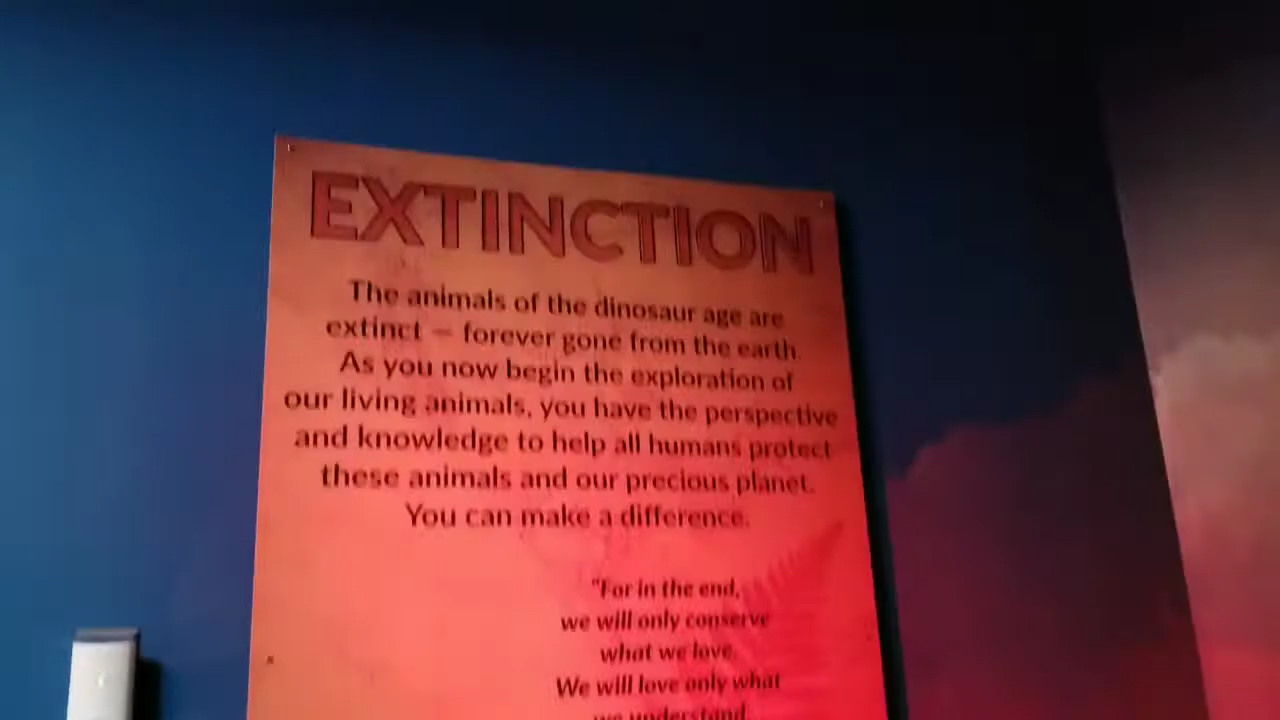 EXTINCTION
The animals of the dinosaur age are
extinct – forever gone from the earth.
As you now begin the exploration of
our living animals, you have the perspective
and knowledge to help all humans protect
these animals and our precious planet.
You can make a difference.
"For in the end,
we will only conserve
what we love.
We will love only what
we understand,